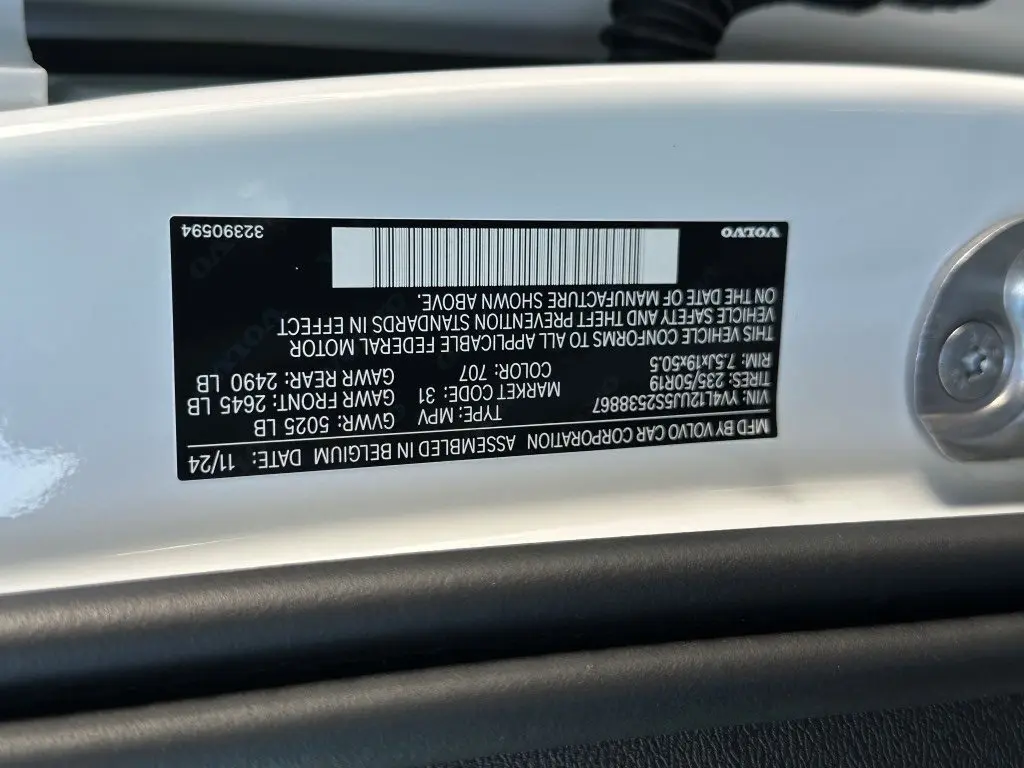 MFD BY VOLVO CAR CORPORATION ASSEMBLED IN BELGIUM DATE: 11/24
VIN: YV4L12UJ5S2538867 TYPE: MPV GVWR: 5025 LB
TIRES: 235/50R19 MARKET CODE: 31 GAWR FRONT: 2645 LB
RIM: 7.5Jx19x50.5 COLOR: 707 GAWR REAR: 2490 LB
THIS VEHICLE CONFORMS TO ALL APPLICABLE FEDERAL MOTOR
VEHICLE SAFETY AND THEFT PREVENTION STANDARDS IN EFFECT
ON THE DATE OF MANUFACTURE SHOWN ABOVE.
VOLVO 32390594